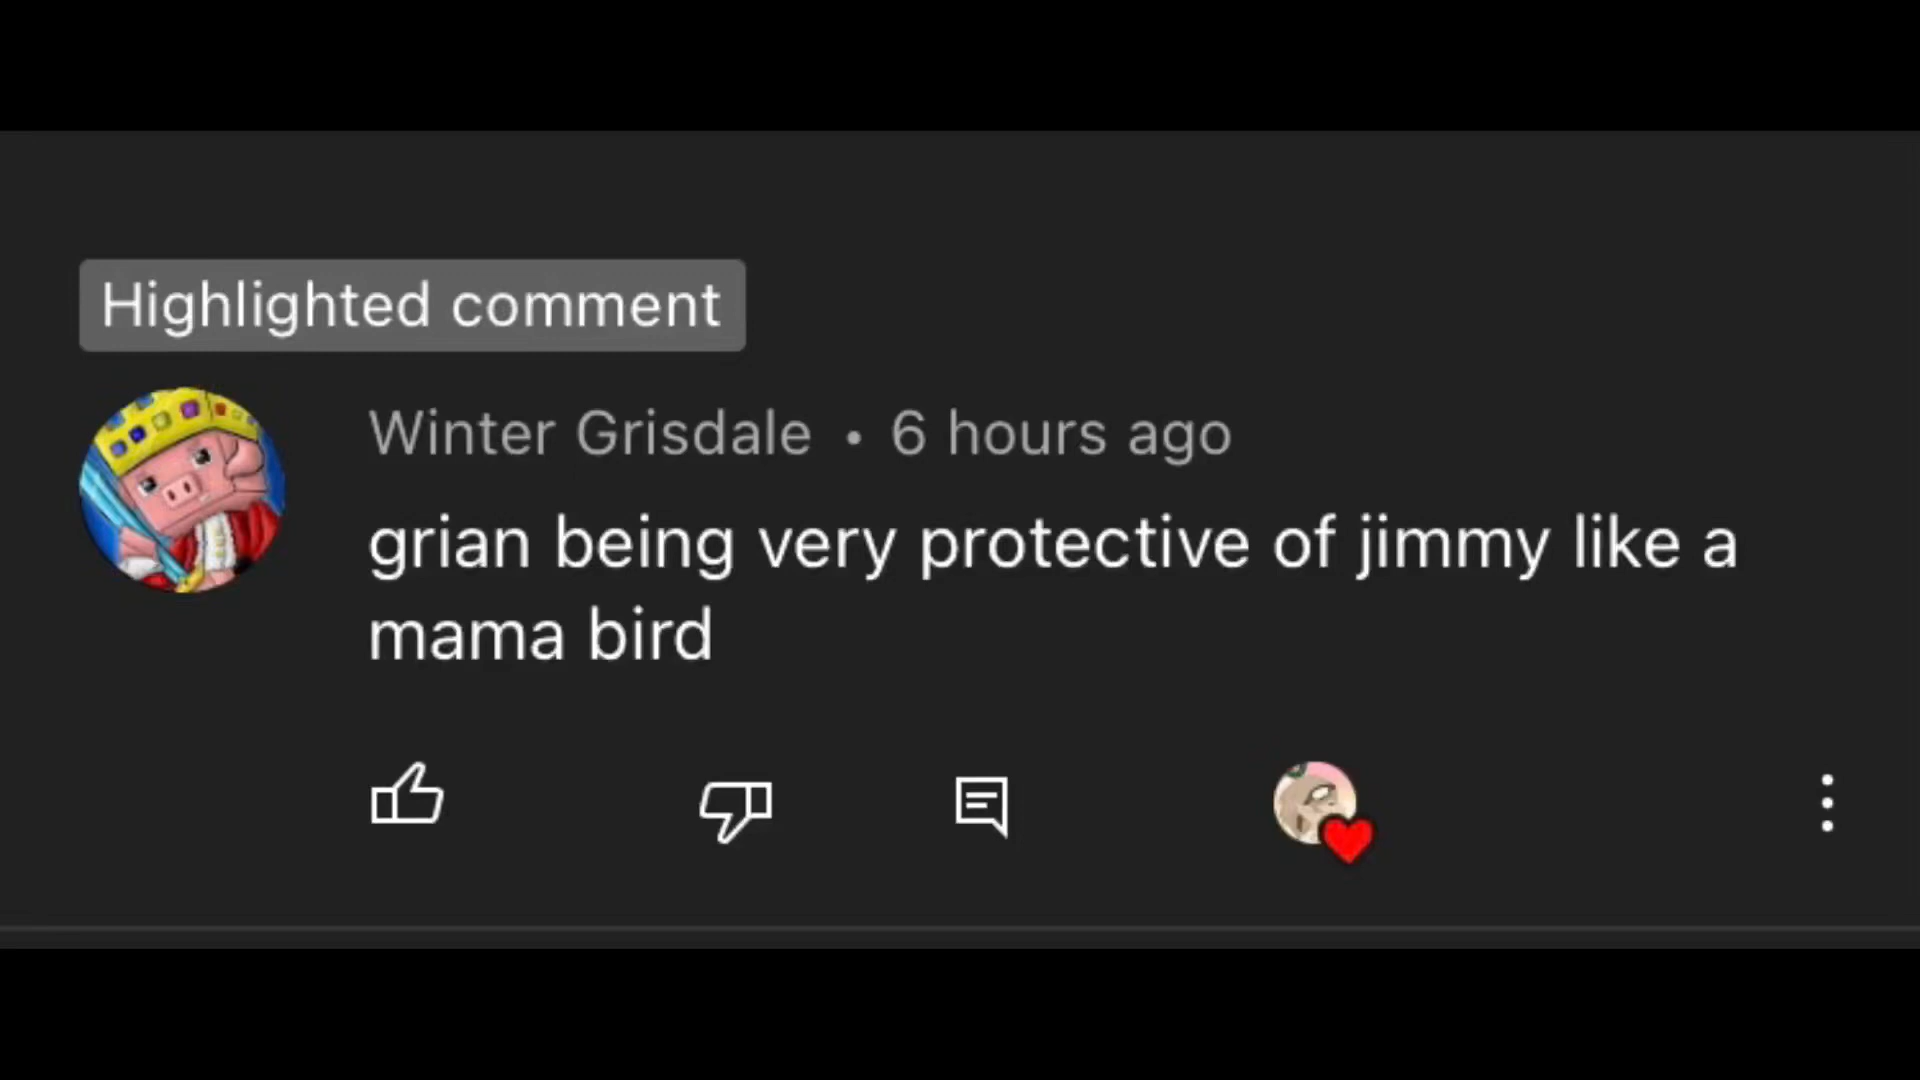 Highlighted comment
Winter Grisdale • 6 hours ago
grian being very protective of jimmy like a
mama bird